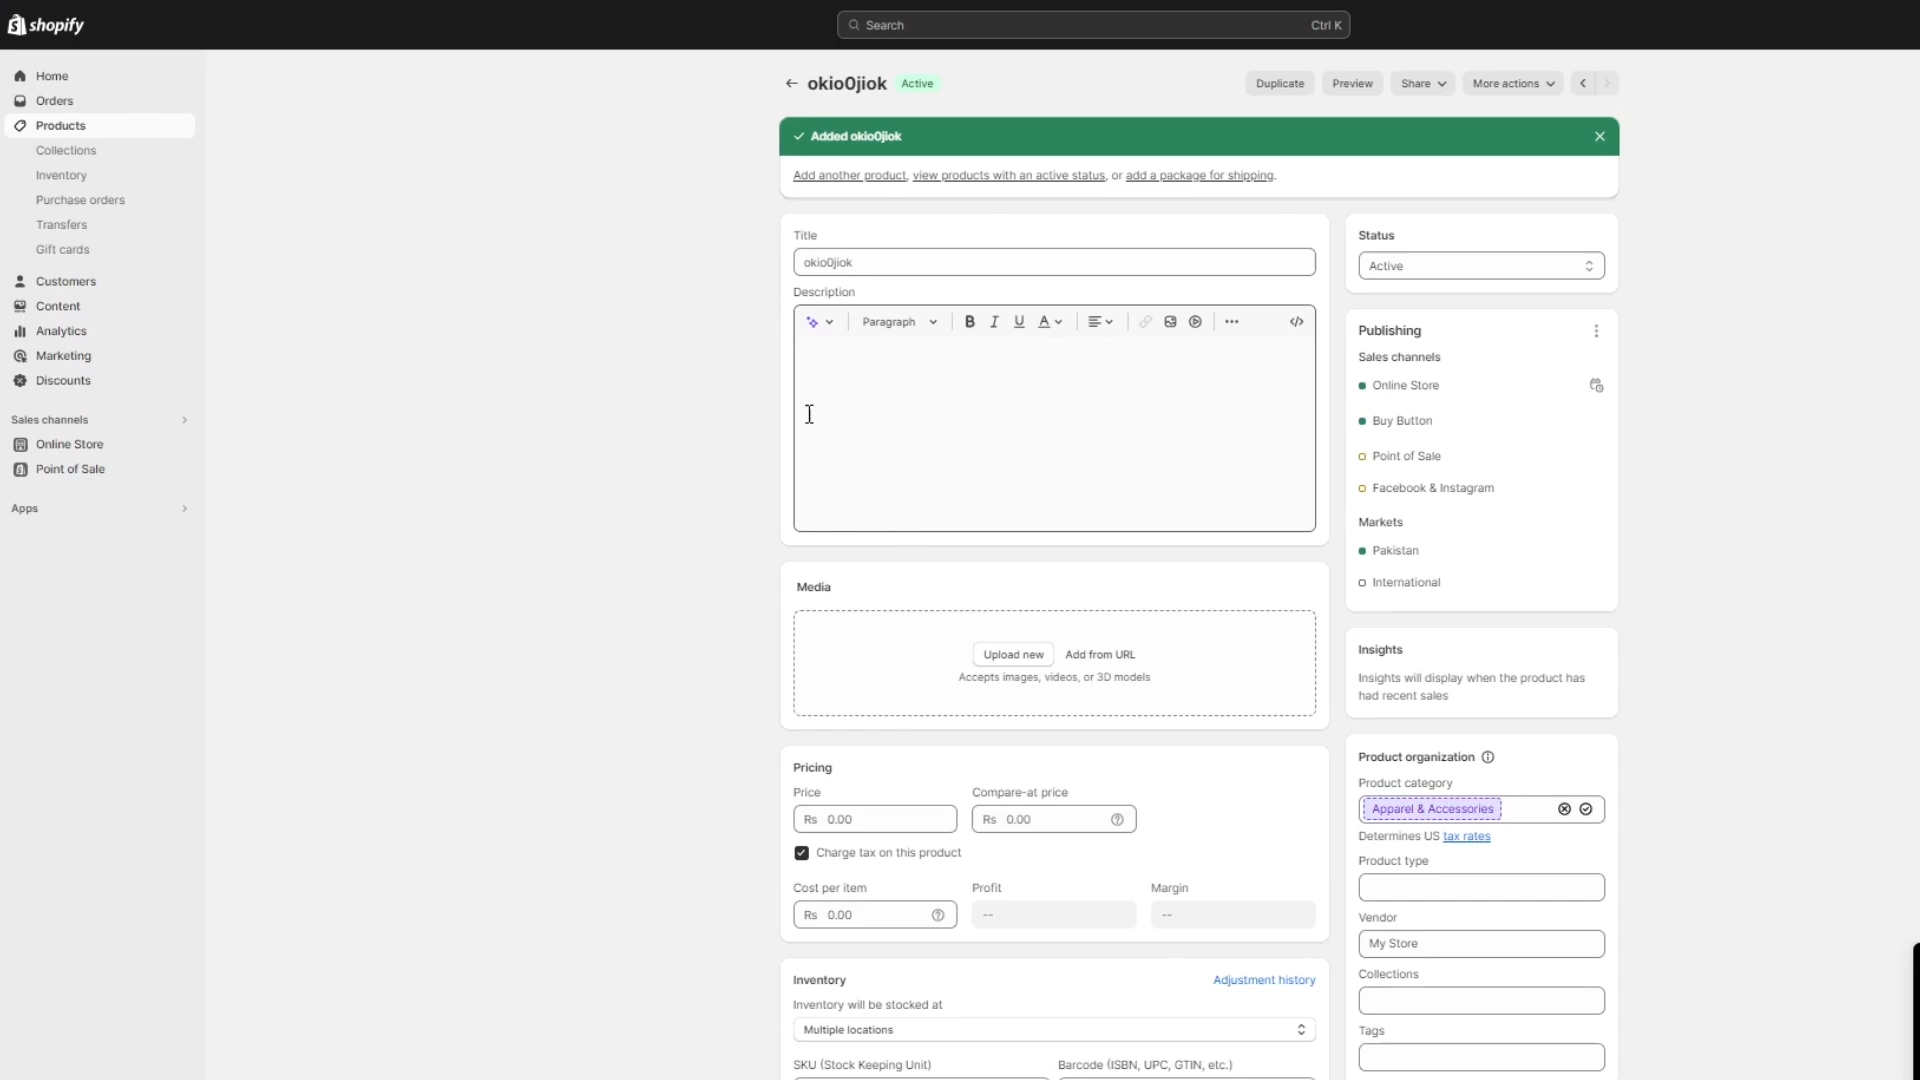 shopify
Search Ctrl K
Home
Orders
Products
Collections
Inventory
Purchase orders
Transfers
Gift cards
Customers
Content
Analytics
Marketing
Discounts
Sales channels
Online Store
Point of Sale
Apps
okio0jiok Active Duplicate Preview Share More actions
Added okio0jiok
Add another product, view products with an active status, or add a package for shipping.
Title
okio0jiok
Description
Paragraph B I U A
Media
Upload new Add from URL
Accepts images, videos, or 3D models
Pricing
Price Compare-at price
Rs 0.00 Rs 0.00
Charge tax on this product
Cost per item Profit Margin
Rs 0.00 -- --
Inventory Adjustment history
Inventory will be stocked at
Multiple locations
SKU (Stock Keeping Unit) Barcode (ISBN, UPC, GTIN, etc.)
Status
Active
Publishing
Sales channels
Online Store
Buy Button
Point of Sale
Facebook & Instagram
Markets
Pakistan
International
Insights
Insights will display when the product has
had recent sales
Product organization
Product category
Apparel & Accessories
Determines US tax rates
Product type
Vendor
My Store
Collections
Tags